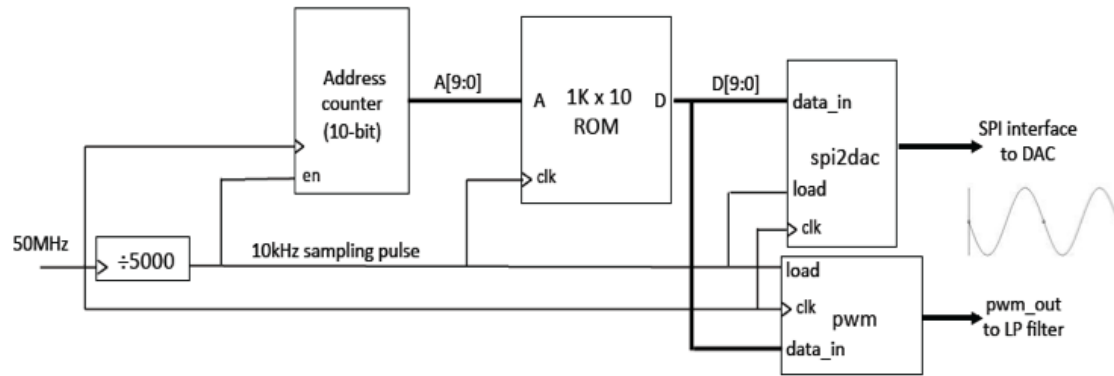 Address
counter
(10-bit)
en
A[9:0]
A
1K x 10
ROM
D
clk
D[9:0]
data_in
spi2dac
load
clk
SPI interface
to DAC
50MHz
÷5000
10kHz sampling pulse
load
clk
pwm
data_in
pwm_out
to LP filter